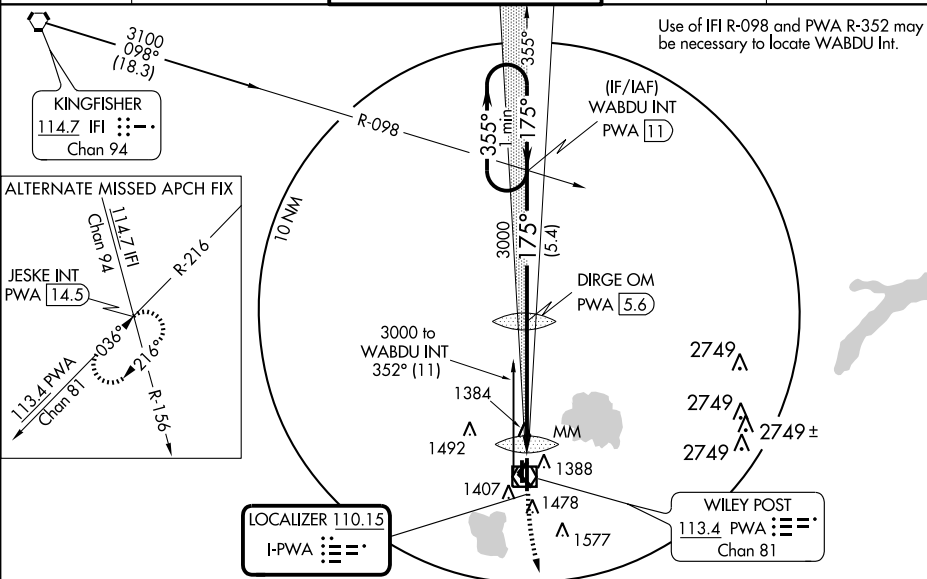 Use of IFI R-098 and PWA R-352 may
be necessary to locate WABDU Int.
3100
098°
(18.3)
KINGFISHER
114.7 IFI
Chan 94
R-098
355°
355°
1 min
175°
(IF/IAF)
WABDU INT
PWA 11
10 NM
3000
175°
(5.4)
DIRGE OM
PWA 5.6
ALTERNATE MISSED APCH FIX
114.7 IFI
Chan 94
R-216
JESKE INT
PWA 14.5
036°
216°
113.4 PWA
Chan 81
R-156
3000 to
WABDU INT
352° (11)
1384
1492
MM
2749
2749
2749 ±
2749
1388
1407
1478
1577
LOCALIZER 110.15
I-PWA
WILEY POST
113.4 PWA
Chan 81